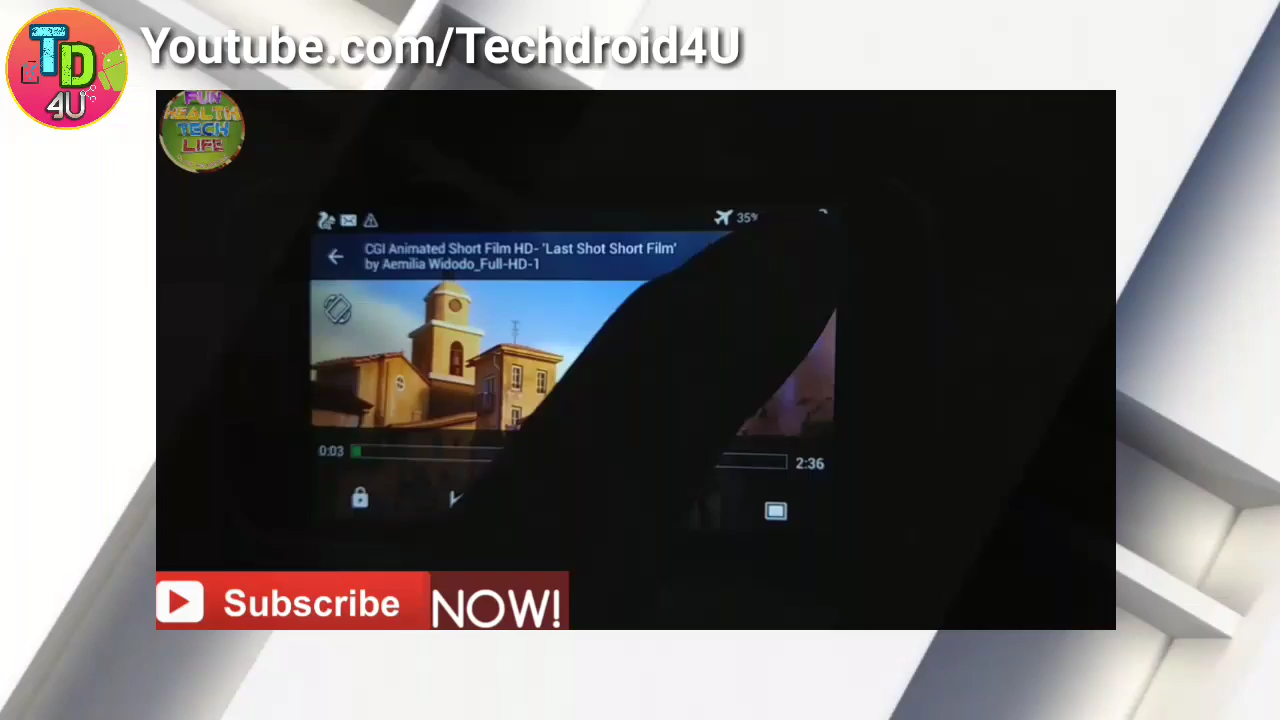 TD
4U
Youtube.com/Techdroid4U
FUN
HEALTH
TECH
LIFE
35%
CGI Animated Short Film HD- 'Last Shot Short Film'
by Aemilia Widodo_Full-HD-1
0:03
2:36
Subscribe NOW!